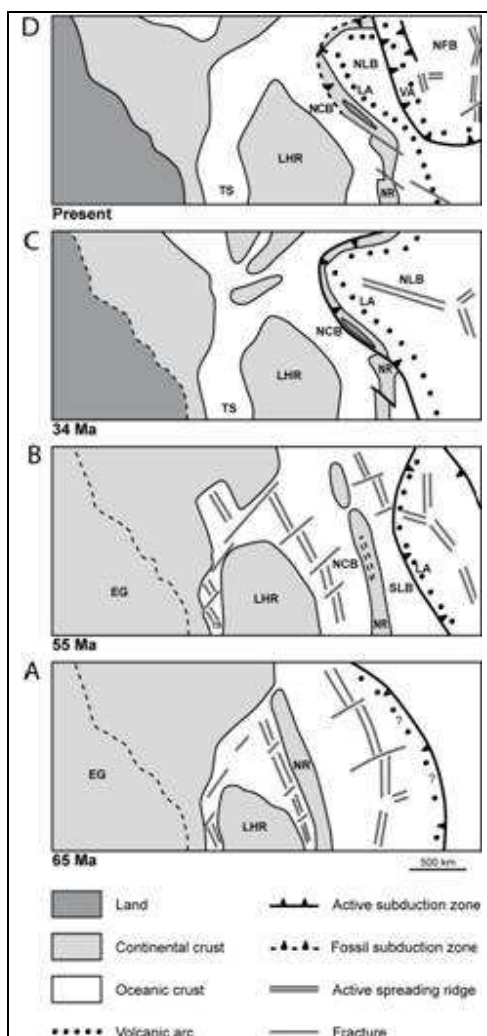 D
NFB
NLB
LA
VA
NCB
LHR
TS
NR
Present
C
NLB
LA
NCB
LHR
NR
TS
34 Ma
B
NCB
LA
EG
SLB
LHR
NR
55 Ma
A
NR
?
?
EG
LHR
65 Ma
500 km
Land
Active subduction zone
Continental crust
Fossil subduction zone
Oceanic crust
Active spreading ridge
Volcanic arc
Fracture